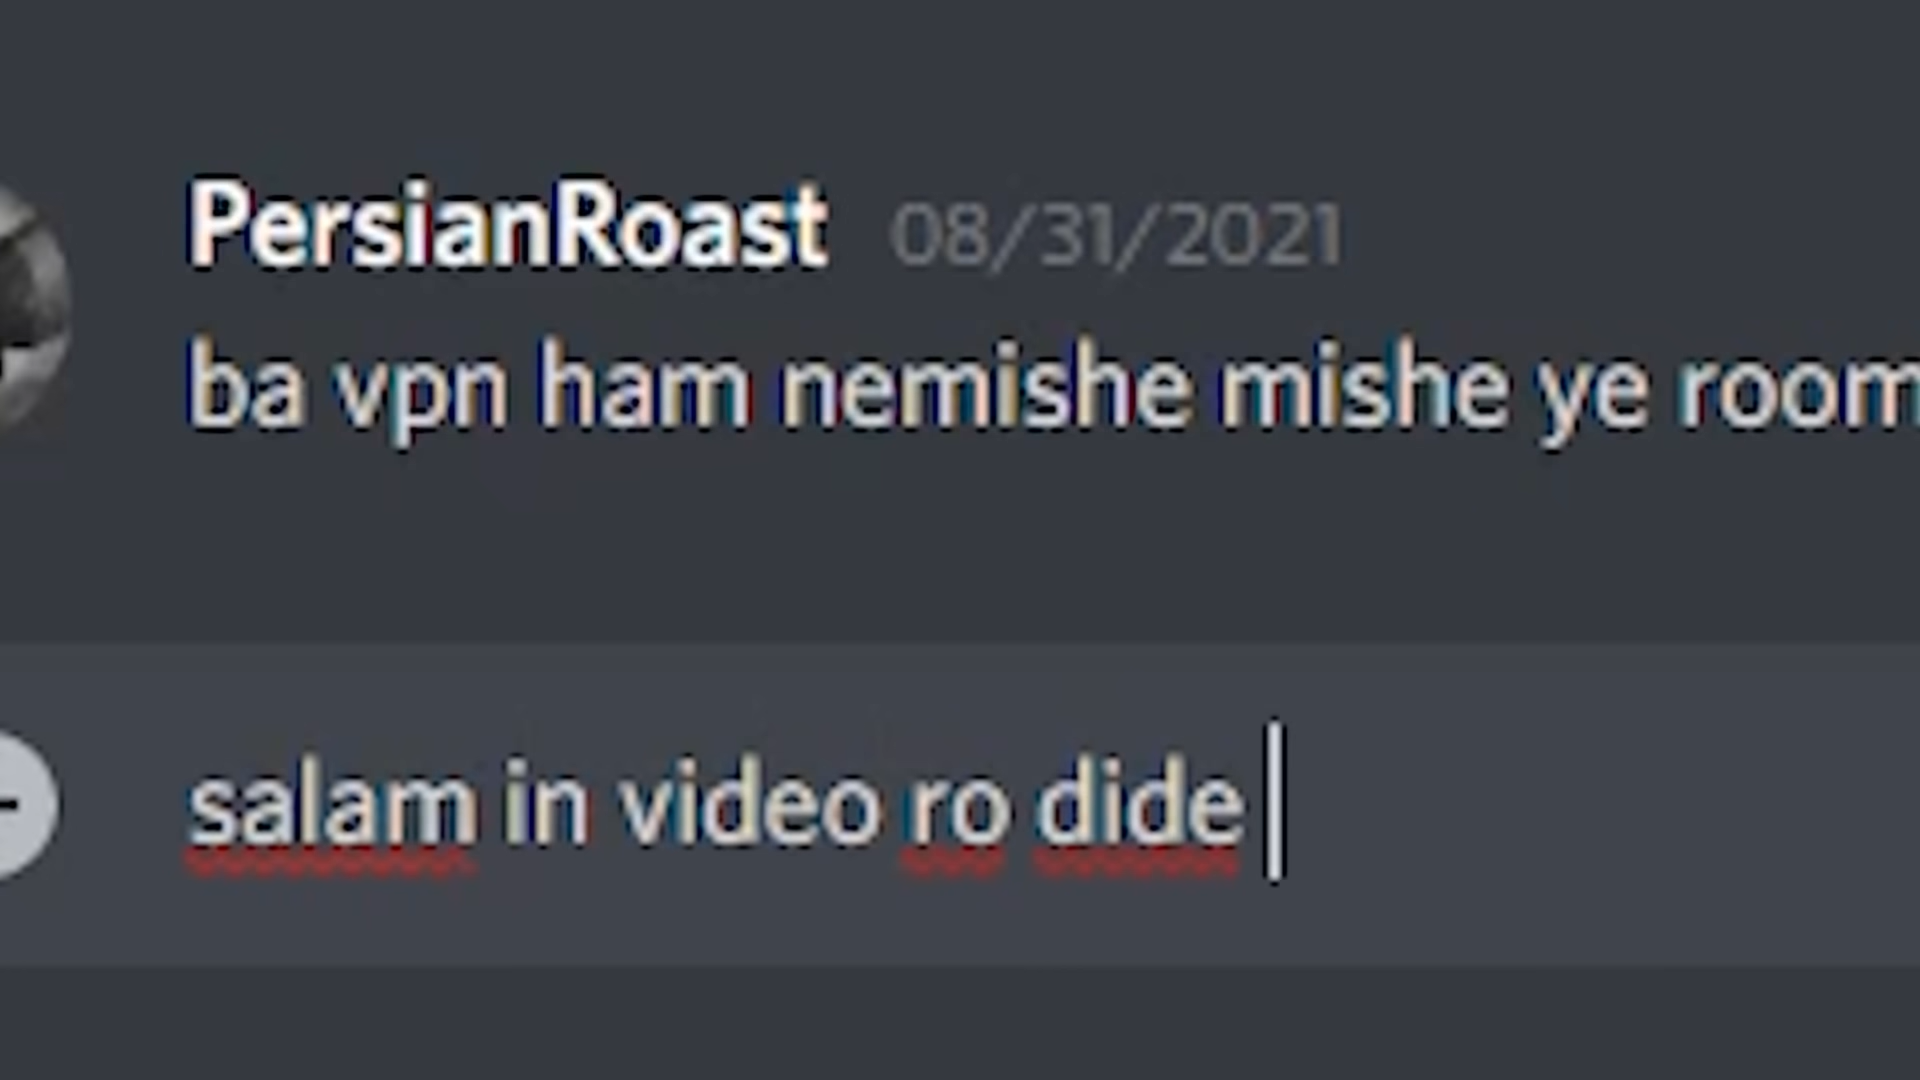 PersianRoast 08/31/2021
ba vpn ham nemishe mishe ye room
salam in video ro dide